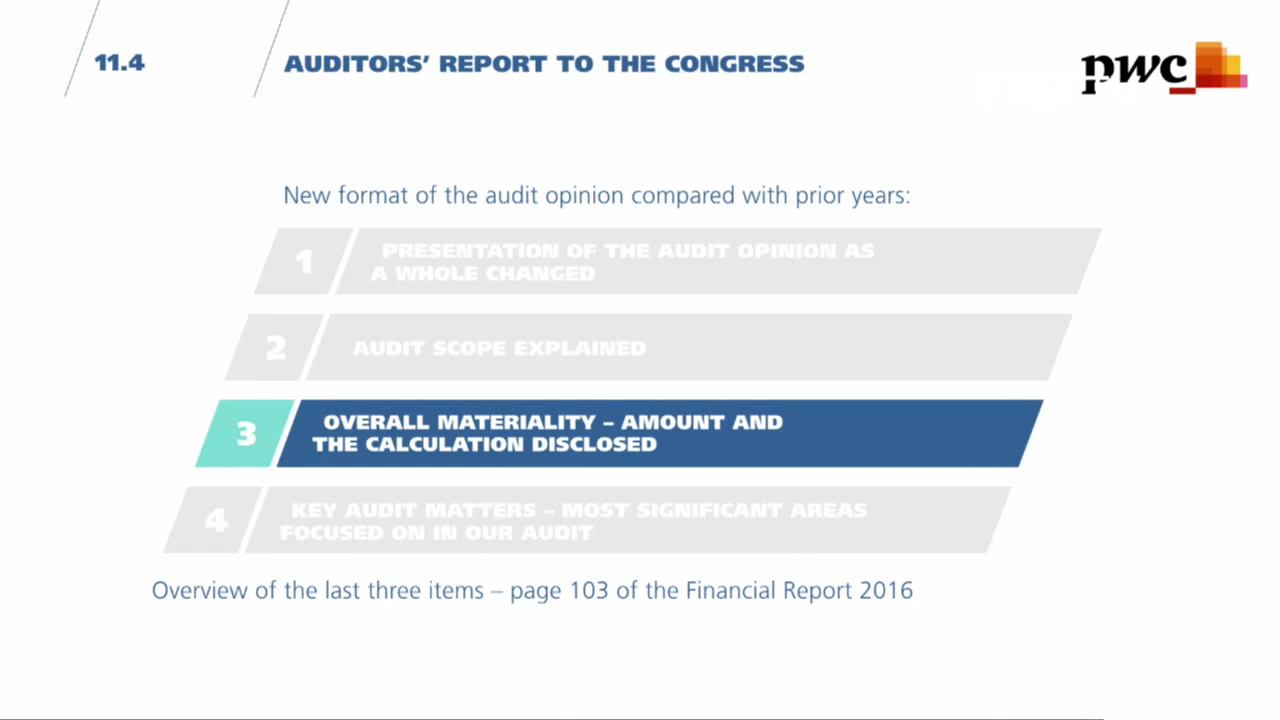 11.4
AUDITORS’ REPORT TO THE CONGRESS
pwc
New format of the audit opinion compared with prior years:
1
PRESENTATION OF THE AUDIT OPINION AS
A WHOLE CHANGED
2
AUDIT SCOPE EXPLAINED
3
OVERALL MATERIALITY – AMOUNT AND
THE CALCULATION DISCLOSED
4
KEY AUDIT MATTERS – MOST SIGNIFICANT AREAS
FOCUSED ON IN OUR AUDIT
Overview of the last three items – page 103 of the Financial Report 2016